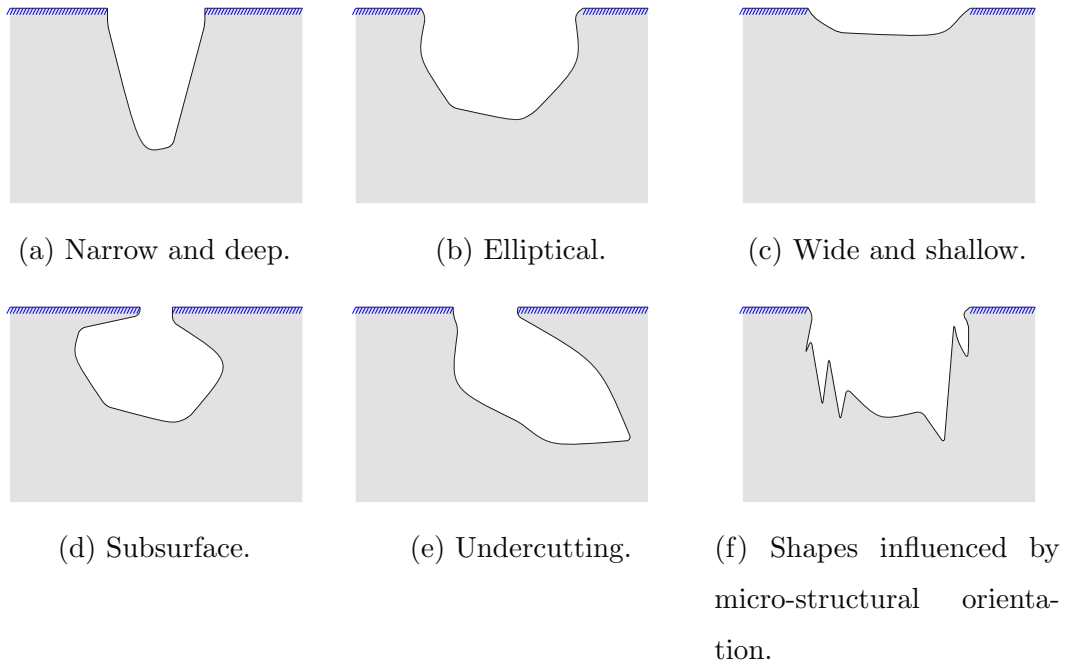 (a) Narrow and deep.
(b) Elliptical.
(c) Wide and shallow.
(d) Subsurface.
(e) Undercutting.
(f) Shapes influenced by
micro-structural orienta-
tion.